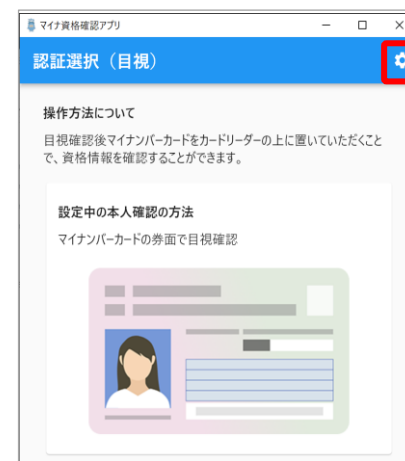 マイナ資格確認アプリ
認証選択（目視）
操作方法について
目視確認後マイナンバーカードをカードリーダーの上に置いていただくこと
で、資格情報を確認することができます。
設定中の本人確認の方法
マイナンバーカードの券面で目視確認